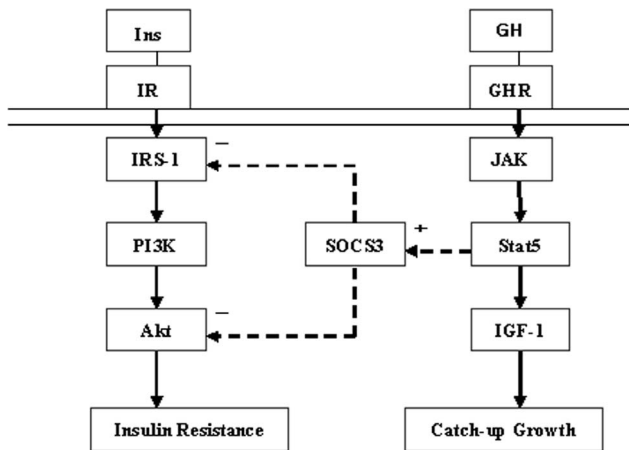 Ins
GH
IR
GHR
IRS-1
–
JAK
PI3K
SOCS3
+
Stat5
Akt
–
IGF-1
Insulin Resistance
Catch-up Growth